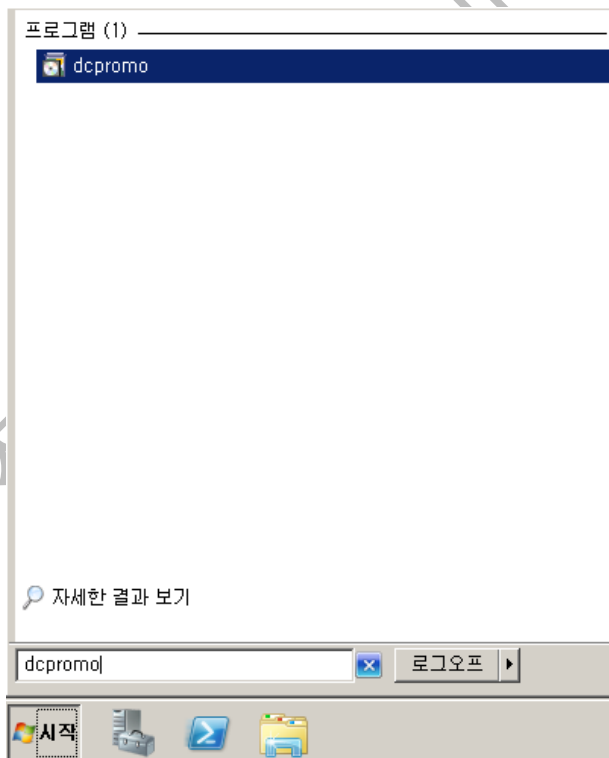 프로그램 (1)
dcpromo
자세한 결과 보기
dcpromo
로그오프
시작